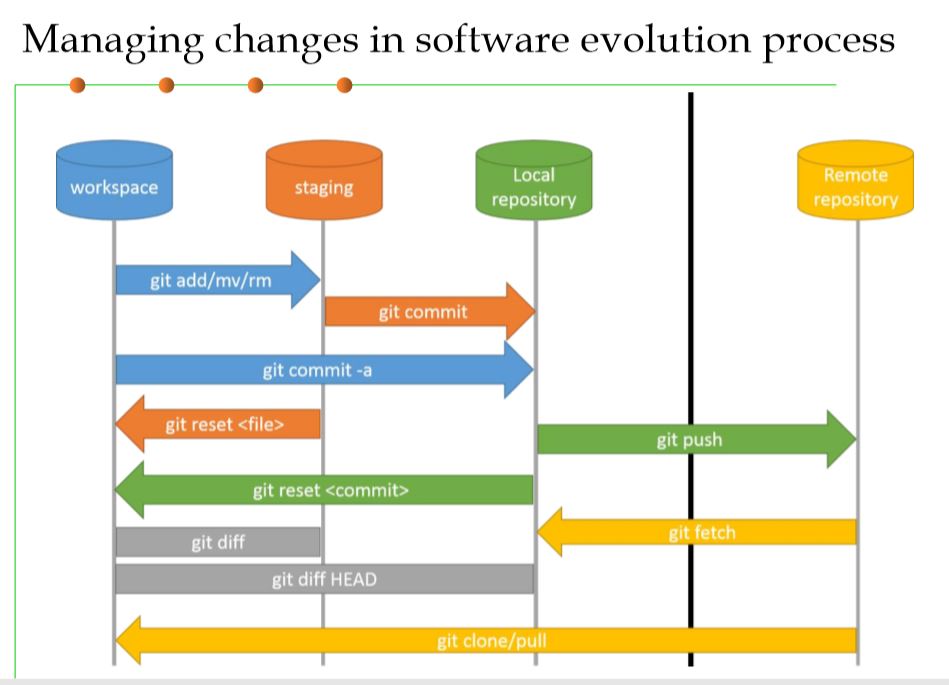 Managing changes in software evolution process
workspace
staging
Local
repository
Remote
repository
git add/mv/rm
git commit
git commit -a
git reset <file>
git push
git reset <commit>
git fetch
git diff
git diff HEAD
git clone/pull